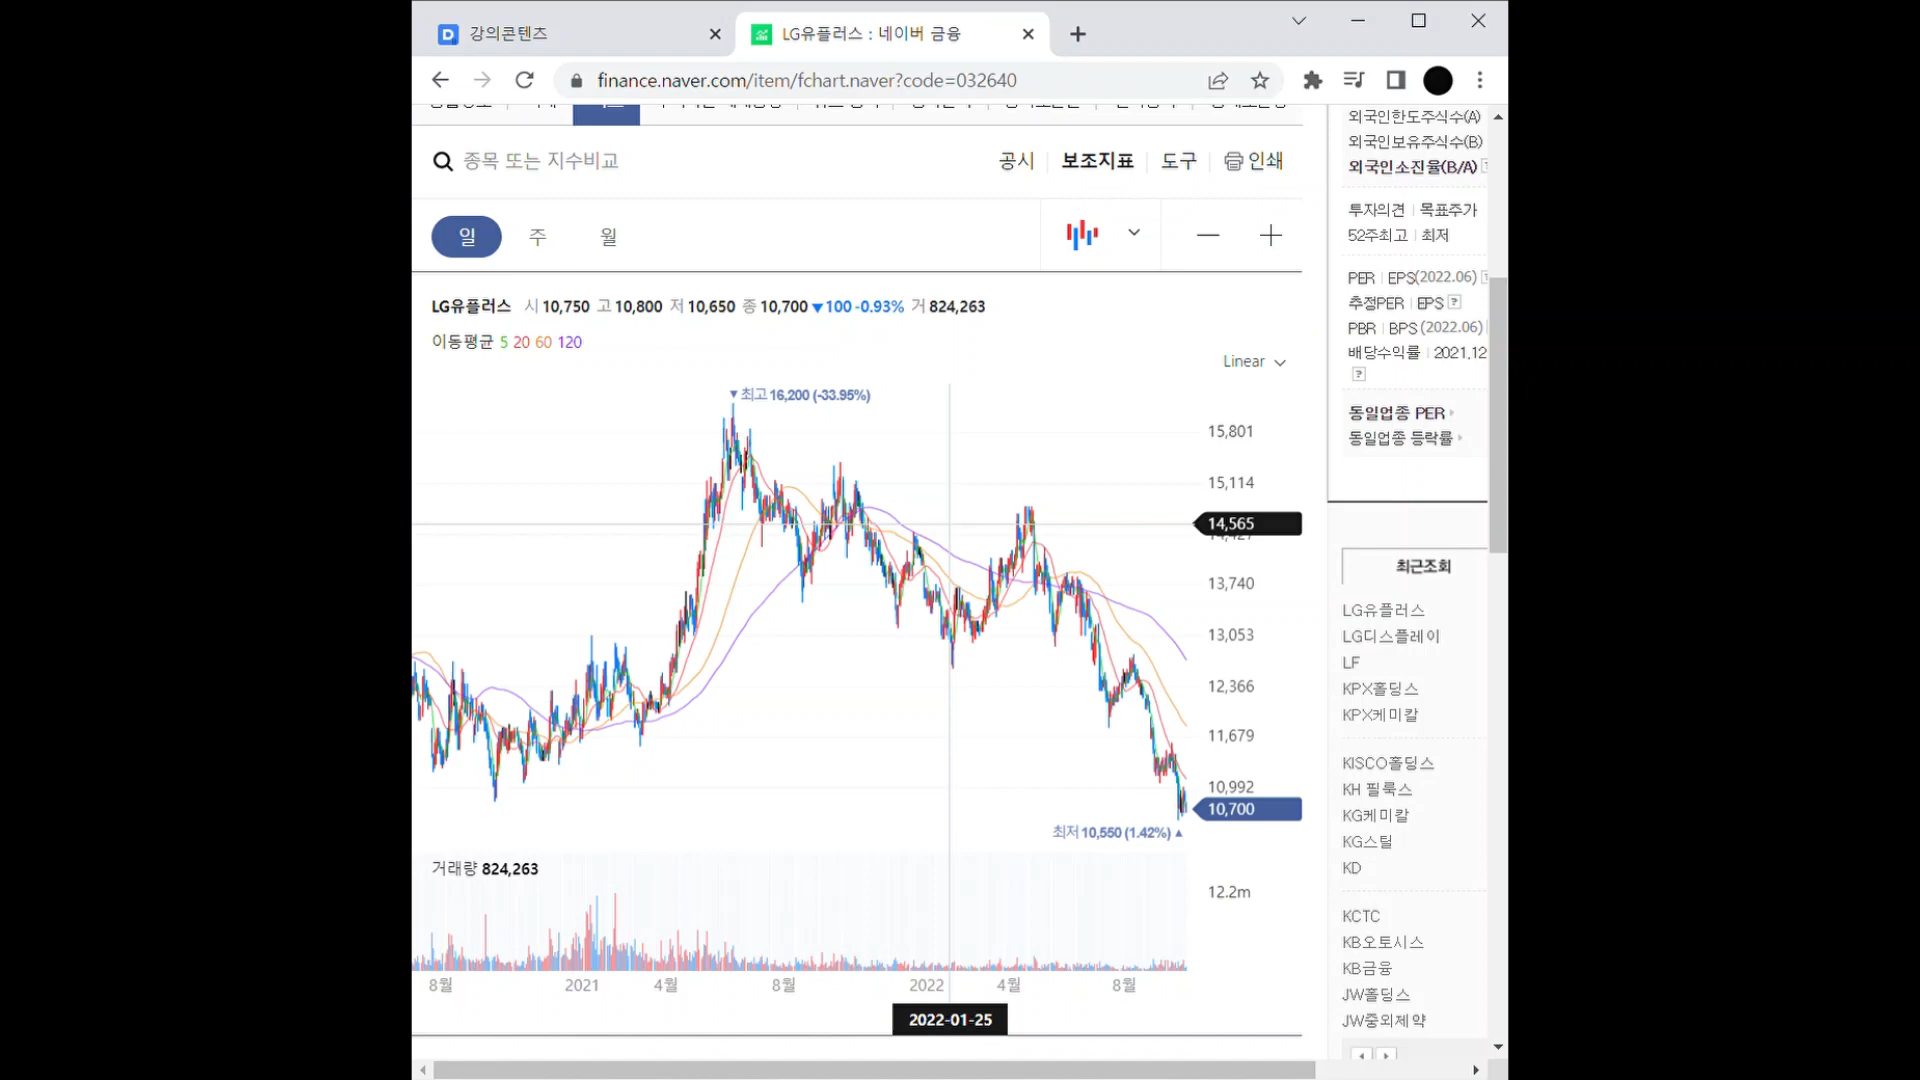 강의콘텐츠
LG유플러스 : 네이버 금융
finance.naver.com/item/fchart.naver?code=032640
종목 또는 지수비교
공시
보조지표
도구
인쇄
일
주
월
LG유플러스 시 10,750 고 10,800 저 10,650 종 10,700 ▼100 -0.93% 거 824,263
이동평균 5 20 60 120
Linear
▼최고 16,200 (-33.95%)
15,801
15,114
14,565
13,740
13,053
12,366
11,679
10,992
10,700
최저 10,550 (1.42%) ▲
거래량 824,263
12.2m
8월
2021
4월
8월
2022
4월
8월
2022-01-25
외국인한도주식수(A)
외국인보유주식수(B)
외국인소진율(B/A)
투자의견 | 목표주가
52주최고 | 최저
PER | EPS(2022.06)
추정PER | EPS ?
PBR | BPS (2022.06)
배당수익률 | 2021.12
?
동일업종 PER
동일업종 등락률
최근조회
LG유플러스
LG디스플레이
LF
KPX홀딩스
KPX케미칼
KISCO홀딩스
KH 필룩스
KG케미칼
KG스틸
KD
KCTC
KB오토시스
KB금융
JW홀딩스
JW중외제약